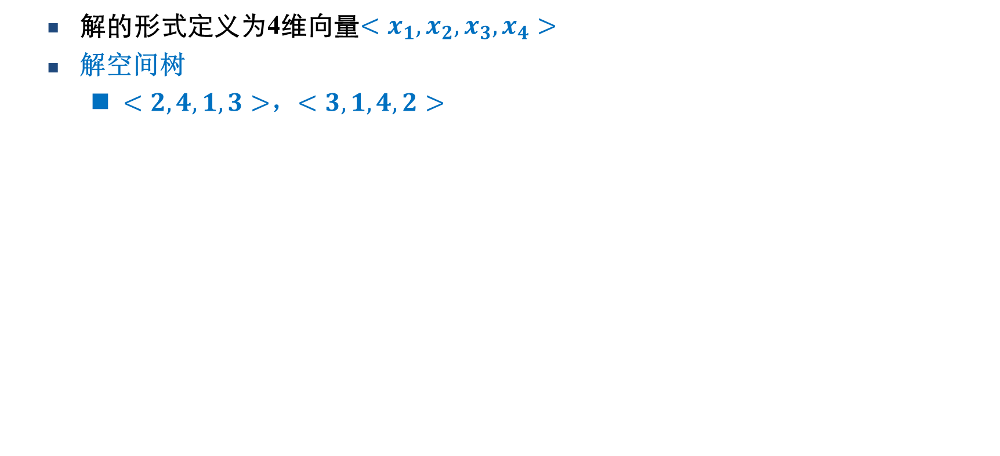 解的形式定义为4维向量< x₁, x₂, x₃, x₄ >
解空间树
< 2, 4, 1, 3 >，< 3, 1, 4, 2 >